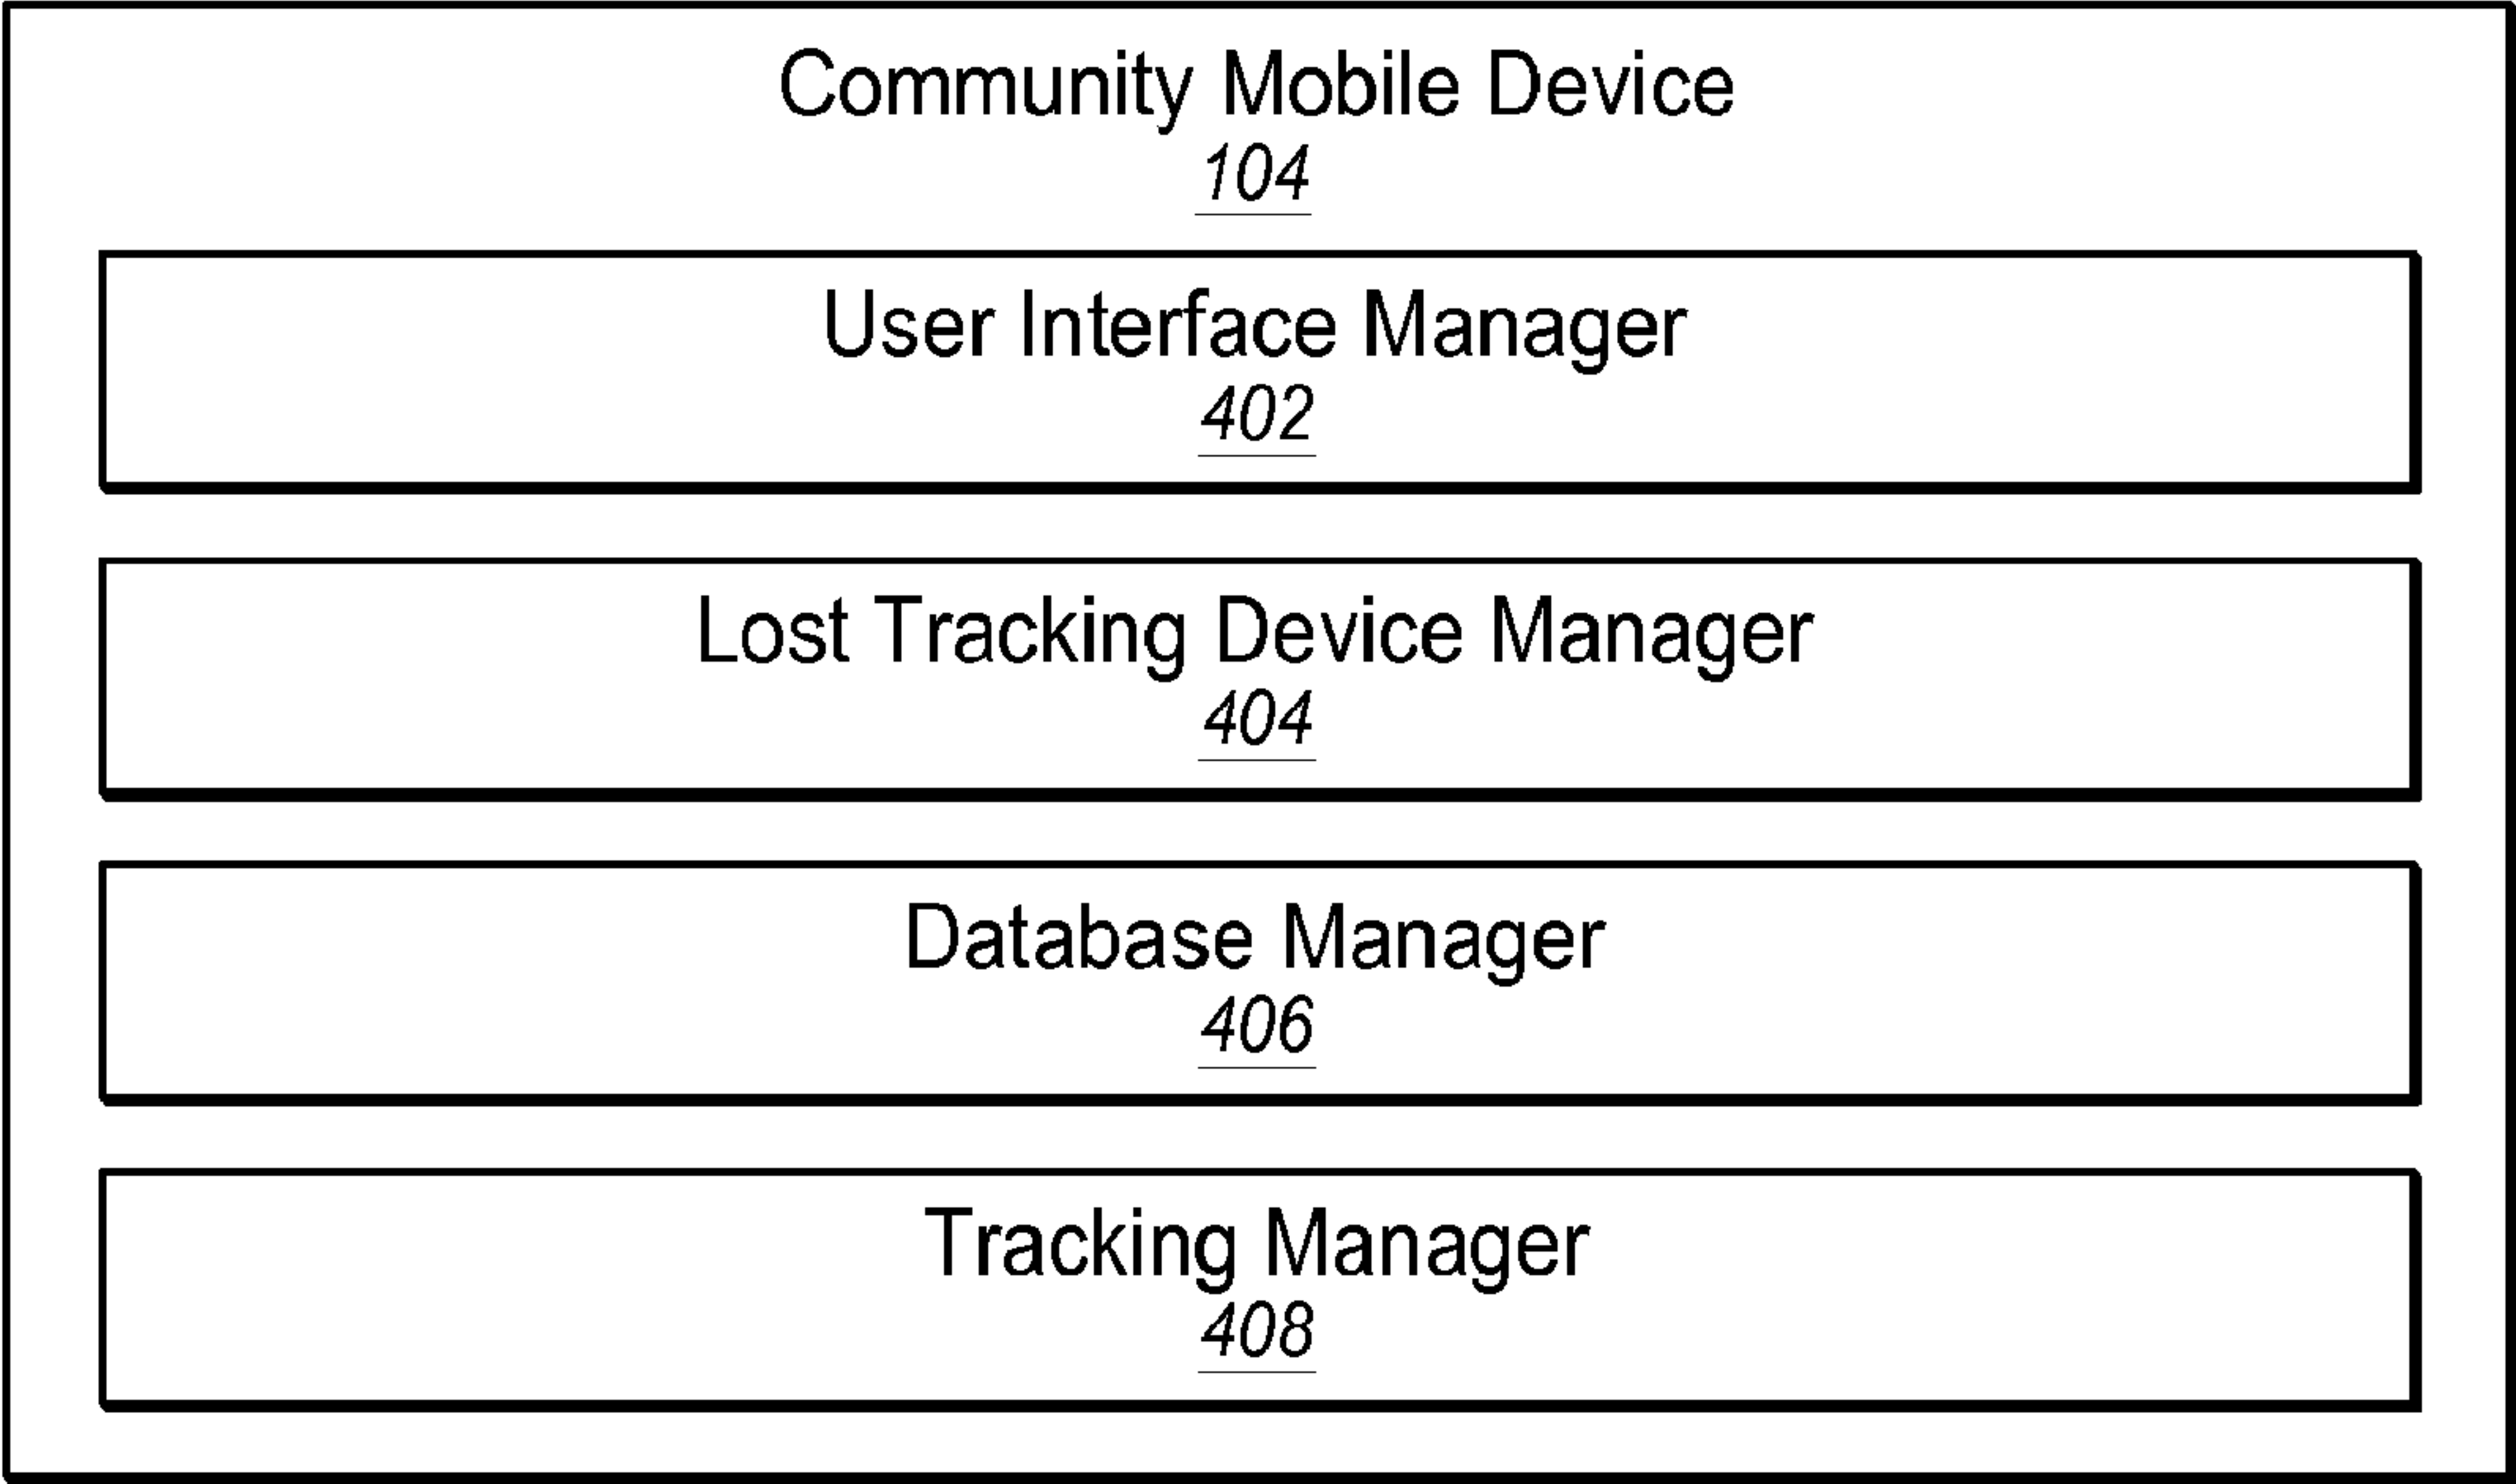 Community Mobile Device
104
User Interface Manager
402
Lost Tracking Device Manager
404
Database Manager
406
Tracking Manager
408